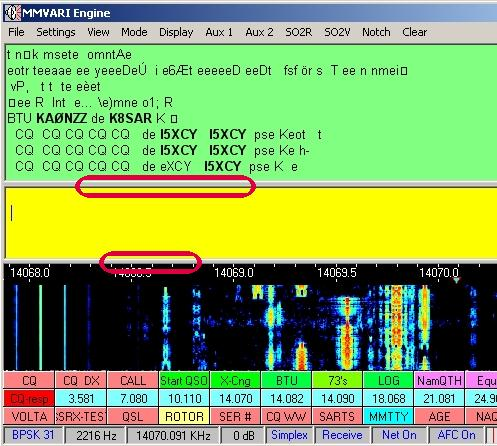 MMVARI Engine
File Settings View Mode Display Aux 1 Aux 2 SO2R SO2V Notch Clear
t n□k msete omntAe
eotr teeaae ee yeeeDeÚ i e6Æt eeeeeD eeDt fsf ör s T ee n nmei□
vP, t t te eèet
□ee R Int e... \e)mne o1; R
BTU KAØNZZ de K8SAR K □
CQ CQ CQ CQ CQ de I5XCY I5XCY pse Keot t
CQ CQ CQ CQ CQ de I5XCY I5XCY pse Ke h-
CQ CQ CQ CQ CQ de eXCY I5XCY pse K e
14068.0 14068.5 14069.0 14069.5 14070.0
CQ CQ DX CALL Start QSO X-Cng BTU 73's LOG NamQTH Equ
CQ-resp 3.581 7.080 10.110 14.070 14.082 14.090 18.068 21.081 24.9
VOLTA SSRX-TES QSL ROTOR SER # CQ WW SARTS MMTTY AGE NAQ
BPSK 31 2216 Hz 14070.091 KHz 0 dB Simplex Receive Net On AFC On